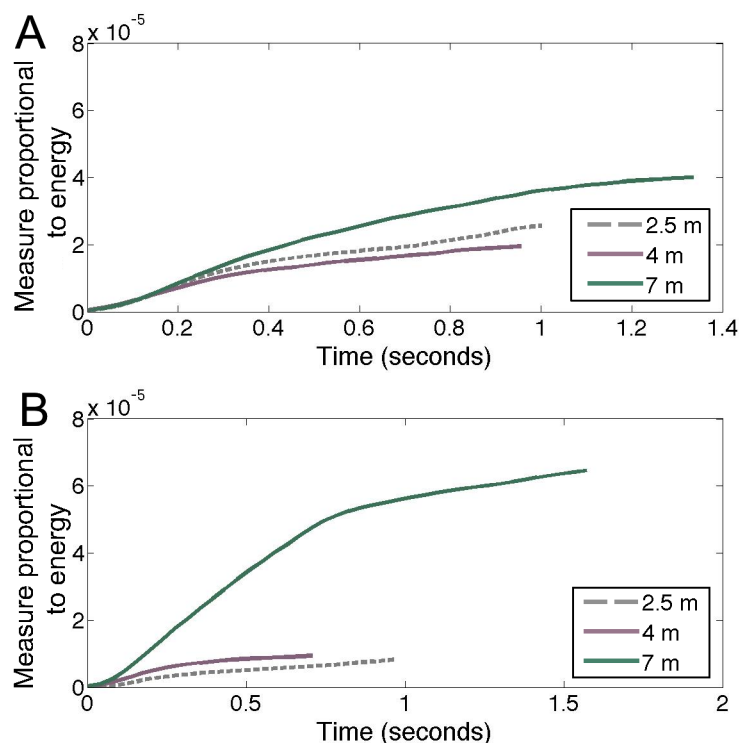 A
x 10-5
8
6
4
2
0
Measure proportional
to energy
0 0.2 0.4 0.6 0.8 1 1.2 1.4
Time (seconds)
2.5 m
4 m
7 m
B
x 10-5
8
6
4
2
0
Measure proportional
to energy
0 0.5 1 1.5 2
Time (seconds)
2.5 m
4 m
7 m